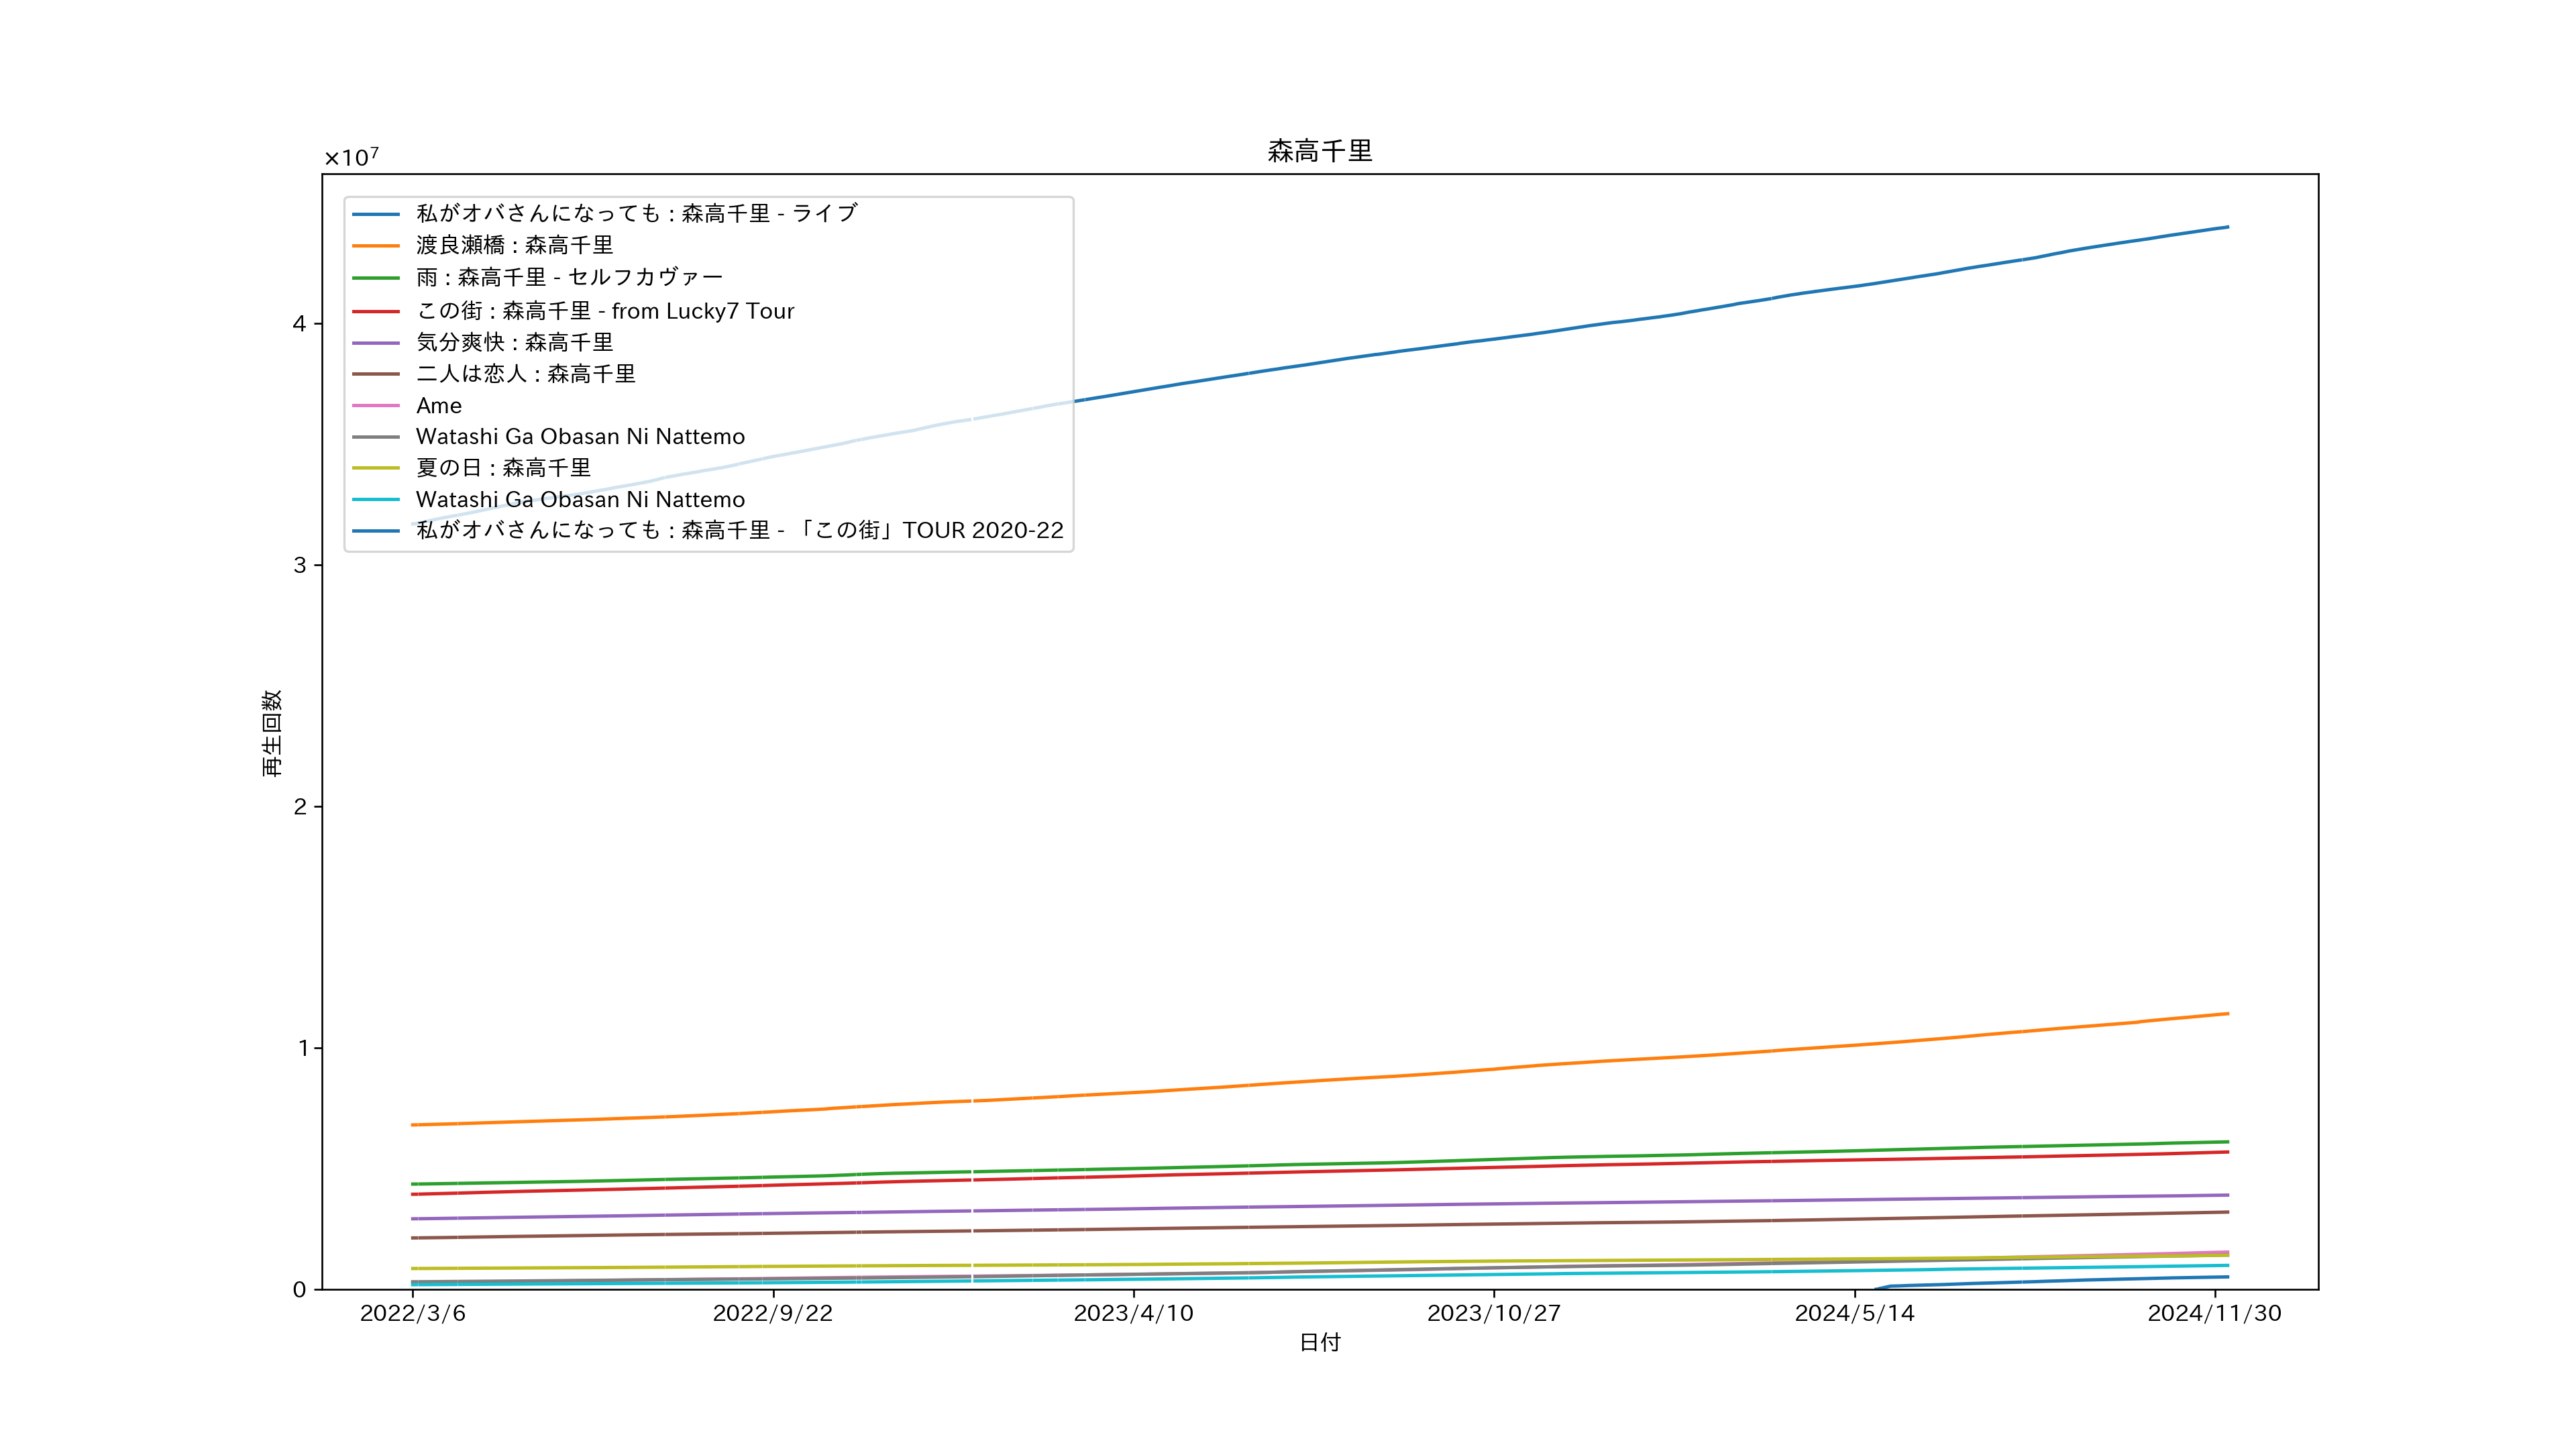 森高千里
×10⁷
私がオバさんになっても : 森高千里 - ライブ
渡良瀬橋 : 森高千里
雨 : 森高千里 - セルフカヴァー
この街 : 森高千里 - from Lucky7 Tour
気分爽快 : 森高千里
二人は恋人 : 森高千里
Ame
Watashi Ga Obasan Ni Nattemo
夏の日 : 森高千里
Watashi Ga Obasan Ni Nattemo
私がオバさんになっても : 森高千里 - 「この街」TOUR 2020-22
4
3
2
1
0
再生回数
2022/3/6 2022/9/22 2023/4/10 2023/10/27 2024/5/14 2024/11/30
日付